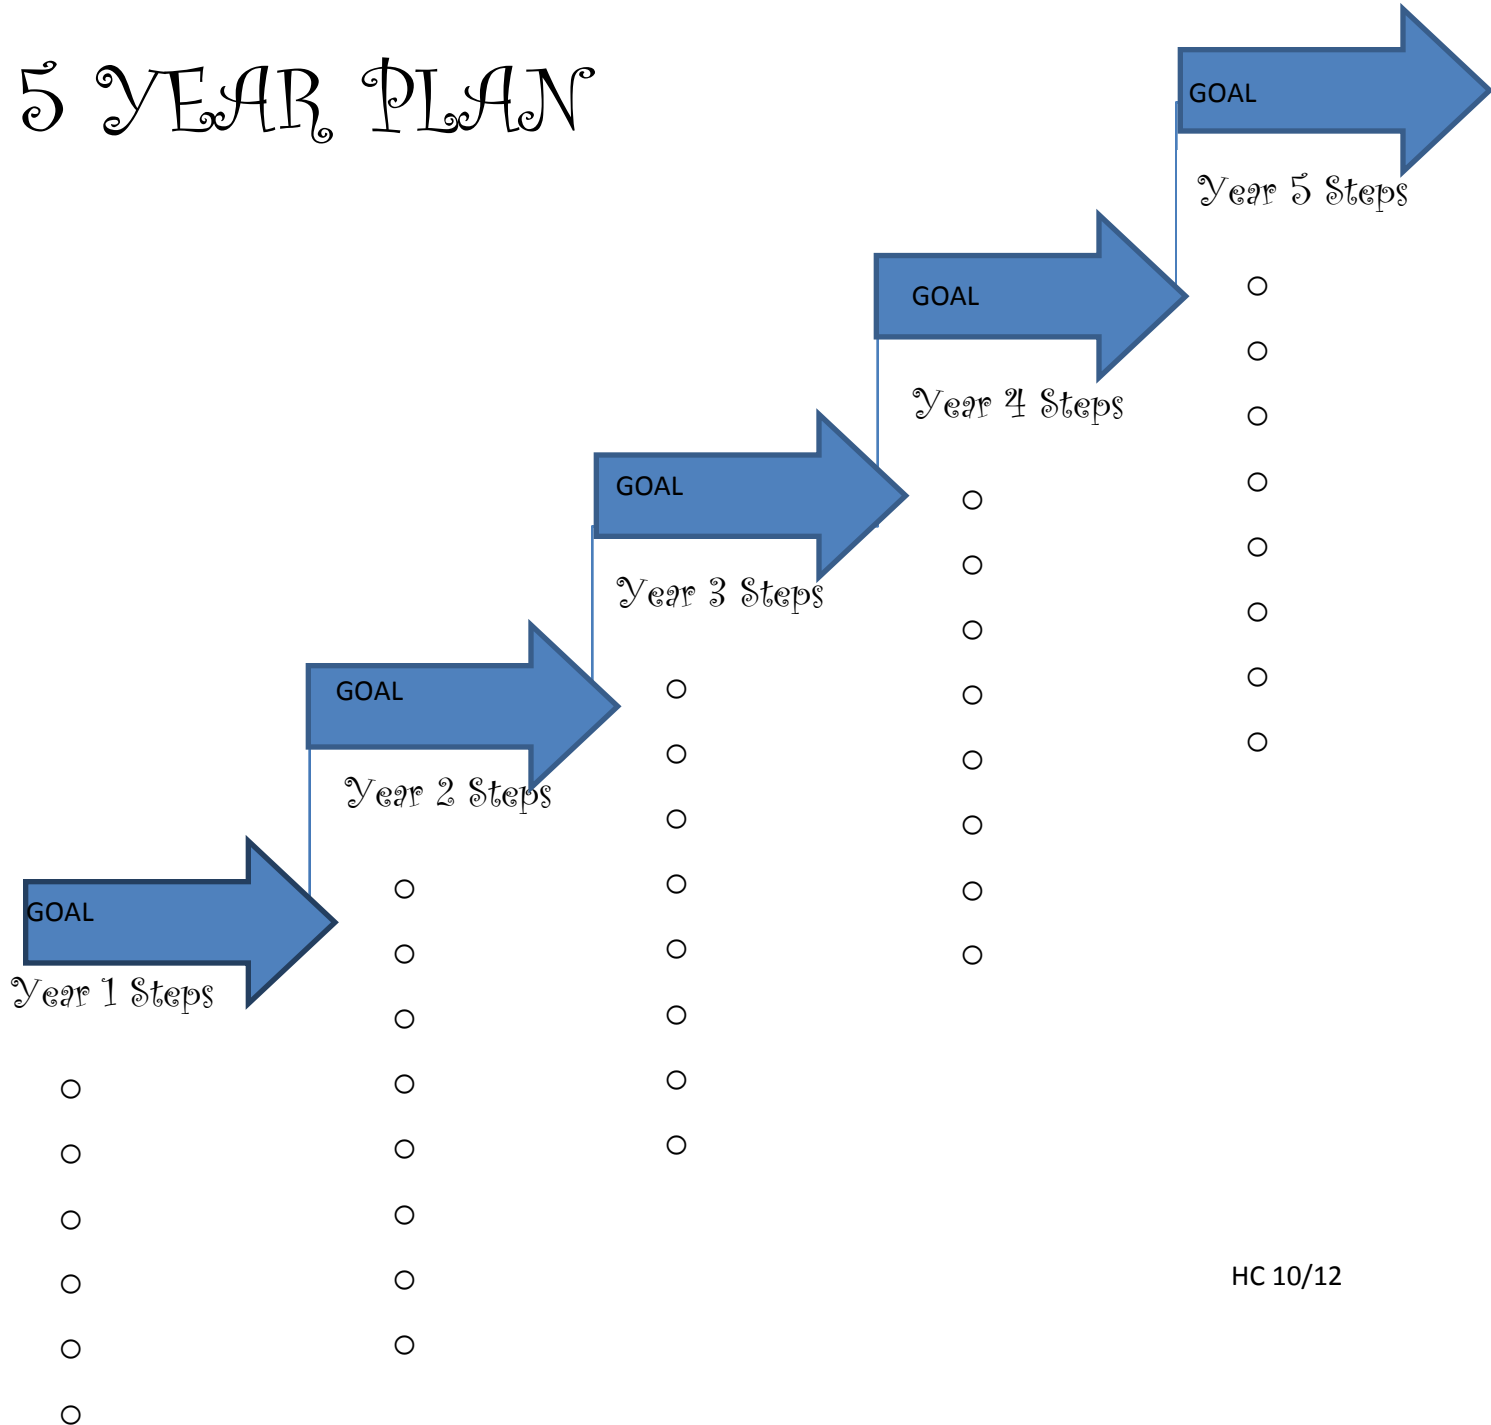 5 YEAR PLAN
GOAL
Year 5 Steps
GOAL
Year 4 Steps
GOAL
Year 3 Steps
GOAL
Year 2 Steps
GOAL
Year 1 Steps
HC 10/12